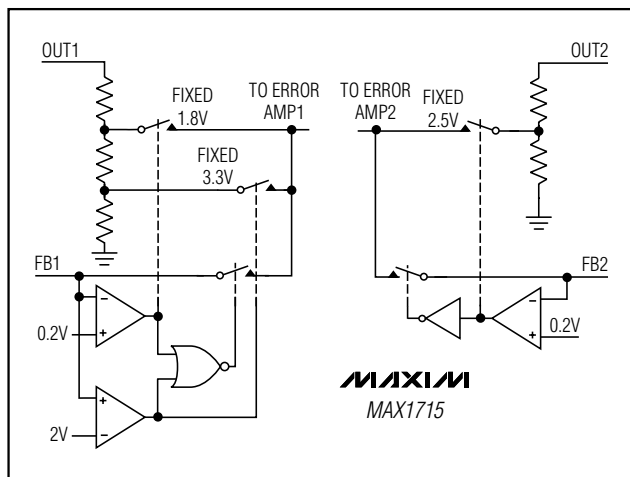 OUT1
OUT2
FIXED
1.8V
TO ERROR
AMP1
TO ERROR
AMP2
FIXED
2.5V
FIXED
3.3V
FB1
FB2
−
+
0.2V
−
+
0.2V
+
−
2V
MAXIM
MAX1715